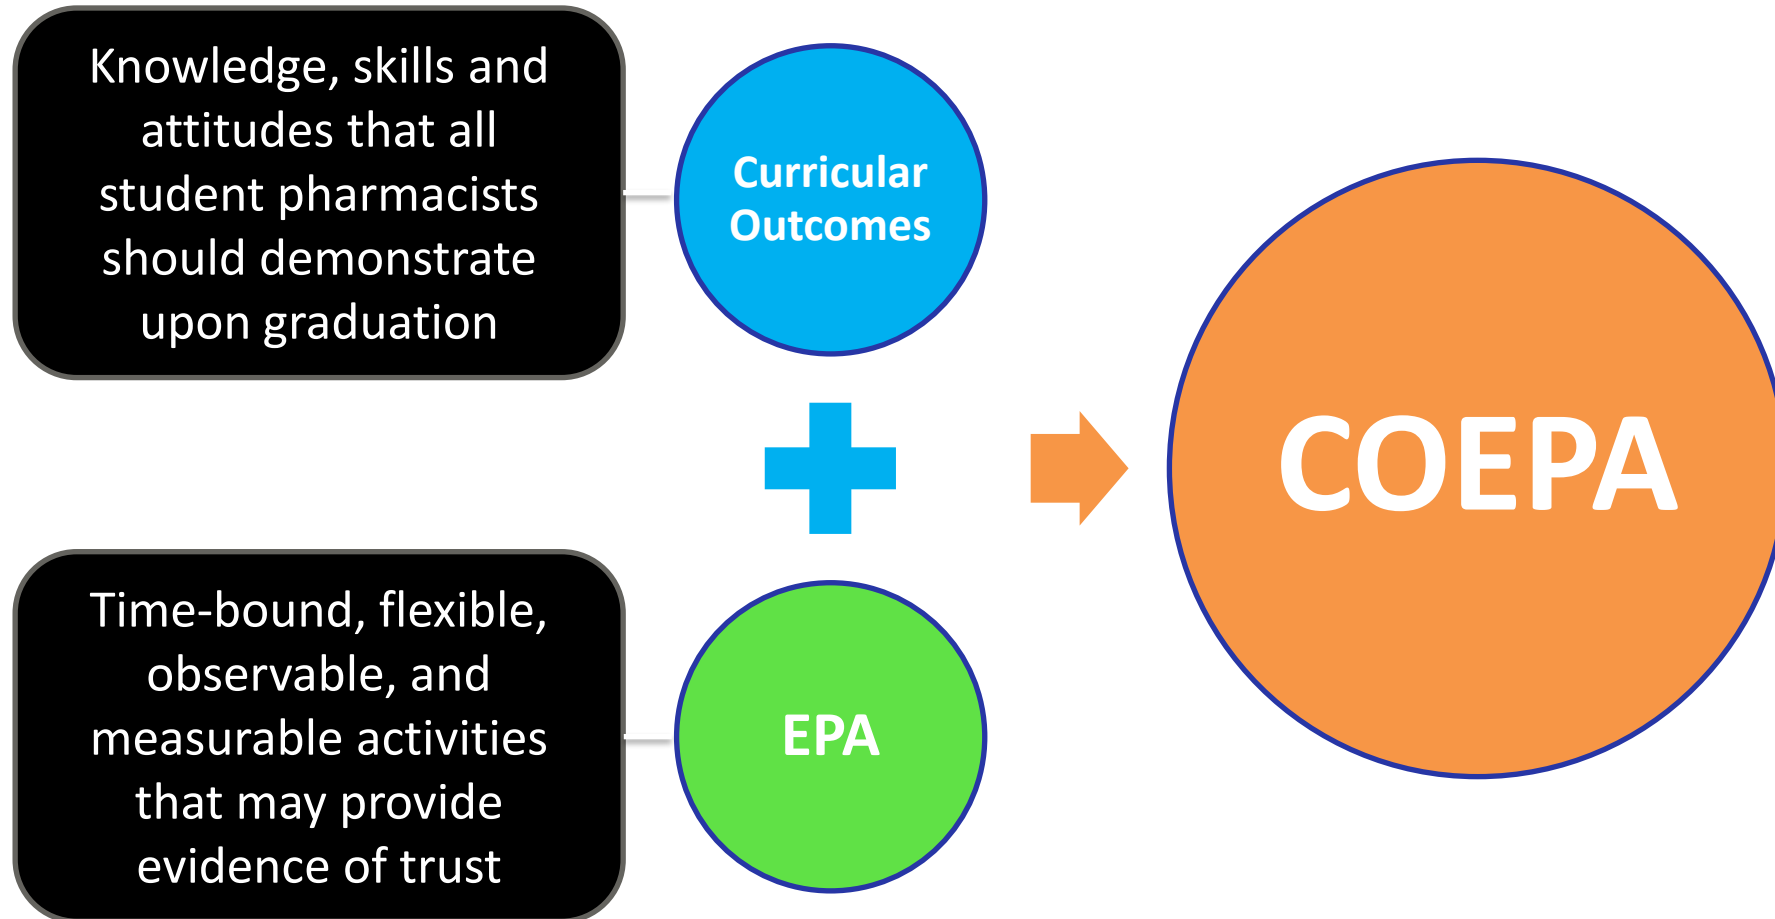 Knowledge, skills and
attitudes that all
student pharmacists
should demonstrate
upon graduation
Curricular
Outcomes
COEPA
Time-bound, flexible,
observable, and
measurable activities
that may provide
evidence of trust
EPA